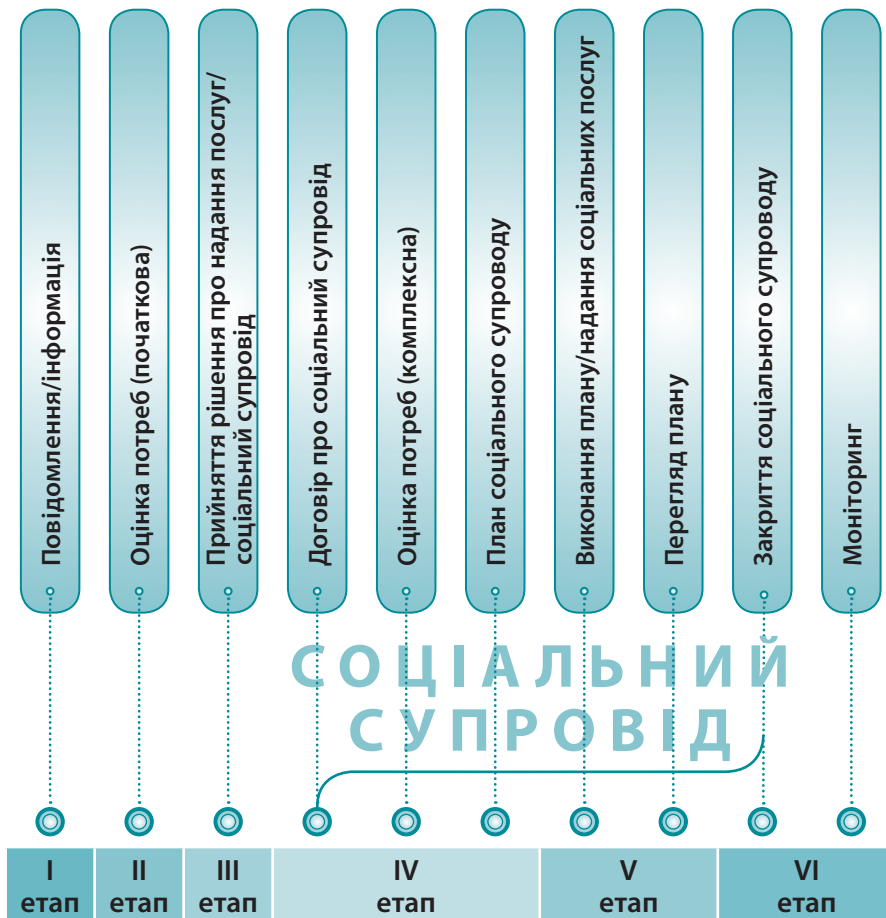 Повідомлення/інформація
Оцінка потреб (початкова)
Прийняття рішення про надання послуг/
соціальний супровід
Договір про соціальний супровід
Оцінка потреб (комплексна)
План соціального супроводу
Виконання плану/надання соціальних послуг
Перегляд плану
Закриття соціального супроводу
Моніторинг
СОЦІАЛЬНИЙ
СУПРОВІД
I
етап
II
етап
III
етап
IV
етап
V
етап
VI
етап